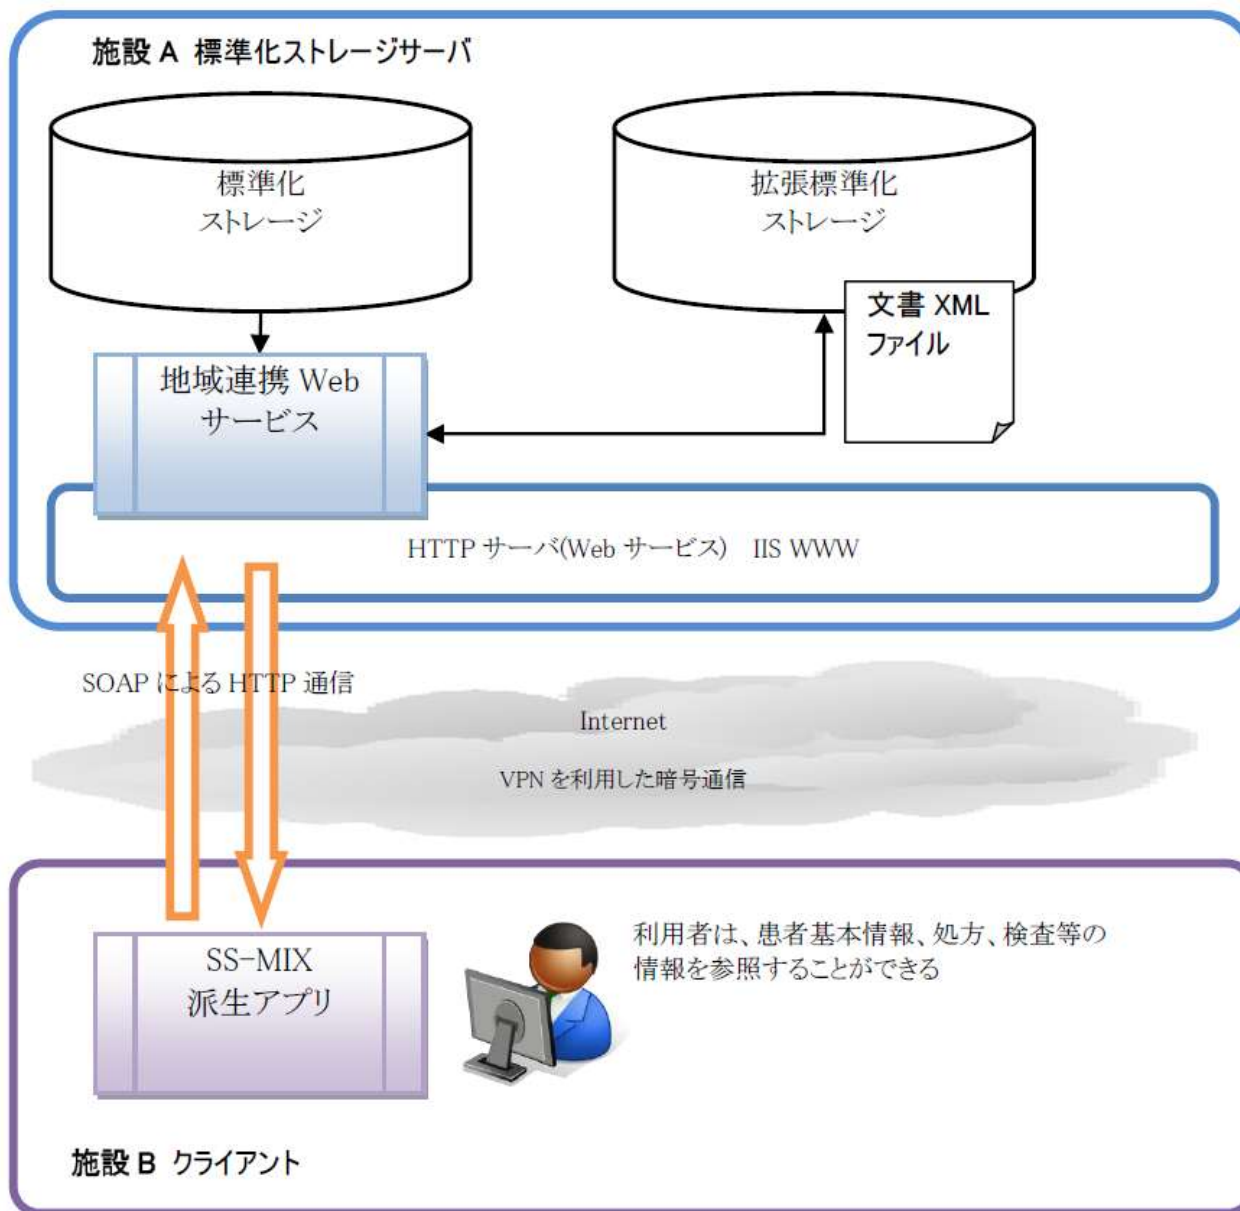 施設 A 標準化ストレージサーバ
標準化
ストレージ
拡張標準化
ストレージ
文書 XML
ファイル
地域連携 Web
サービス
HTTP サーバ(Web サービス) IIS WWW
SOAP による HTTP 通信
Internet
VPN を利用した暗号通信
SS-MIX
派生アプリ
利用者は、患者基本情報、処方、検査等の
情報を参照することができる
施設 B クライアント